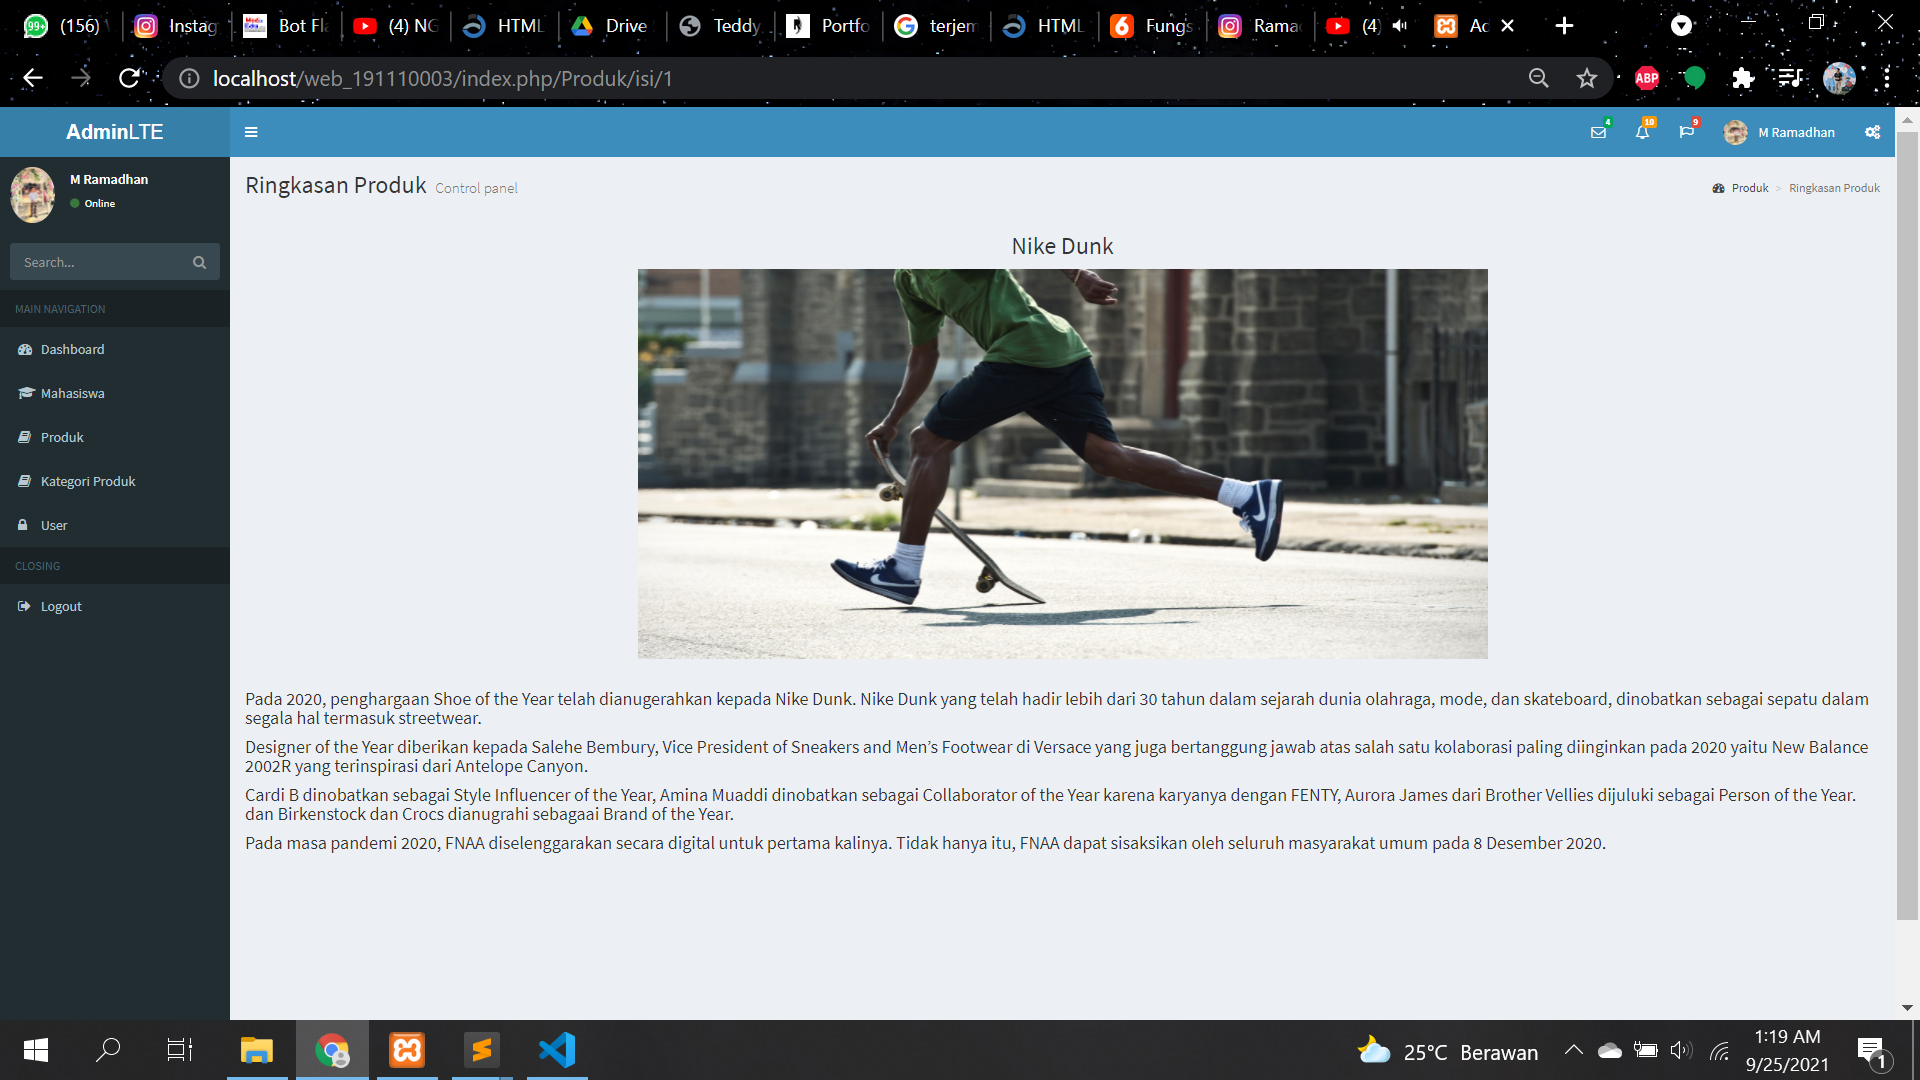 (156)
Instag
Bot Fla
(4) NG
HTML
Drive
Teddy
Portfo
terjem
HTML
Fungs
Rama
(4)
Ad
localhost/web_191110003/index.php/Produk/isi/1
ABP
AdminLTE
4
10
9
M Ramadhan
M Ramadhan
Online
Search...
MAIN NAVIGATION
Dashboard
Mahasiswa
Produk
Kategori Produk
User
CLOSING
Logout
Ringkasan Produk Control panel
Produk > Ringkasan Produk
Nike Dunk
Pada 2020, penghargaan Shoe of the Year telah dianugerahkan kepada Nike Dunk. Nike Dunk yang telah hadir lebih dari 30 tahun dalam sejarah dunia olahraga, mode, dan skateboard, dinobatkan sebagai sepatu dalam
segala hal termasuk streetwear.
Designer of the Year diberikan kepada Salehe Bembury, Vice President of Sneakers and Men’s Footwear di Versace yang juga bertanggung jawab atas salah satu kolaborasi paling diinginkan pada 2020 yaitu New Balance
2002R yang terinspirasi dari Antelope Canyon.
Cardi B dinobatkan sebagai Style Influencer of the Year, Amina Muaddi dinobatkan sebagai Collaborator of the Year karena karyanya dengan FENTY, Aurora James dari Brother Vellies dijuluki sebagai Person of the Year.
dan Birkenstock dan Crocs dianugrahi sebagaai Brand of the Year.
Pada masa pandemi 2020, FNAA diselenggarakan secara digital untuk pertama kalinya. Tidak hanya itu, FNAA dapat sisaksikan oleh seluruh masyarakat umum pada 8 Desember 2020.
25°C Berawan
1:19 AM
9/25/2021
1